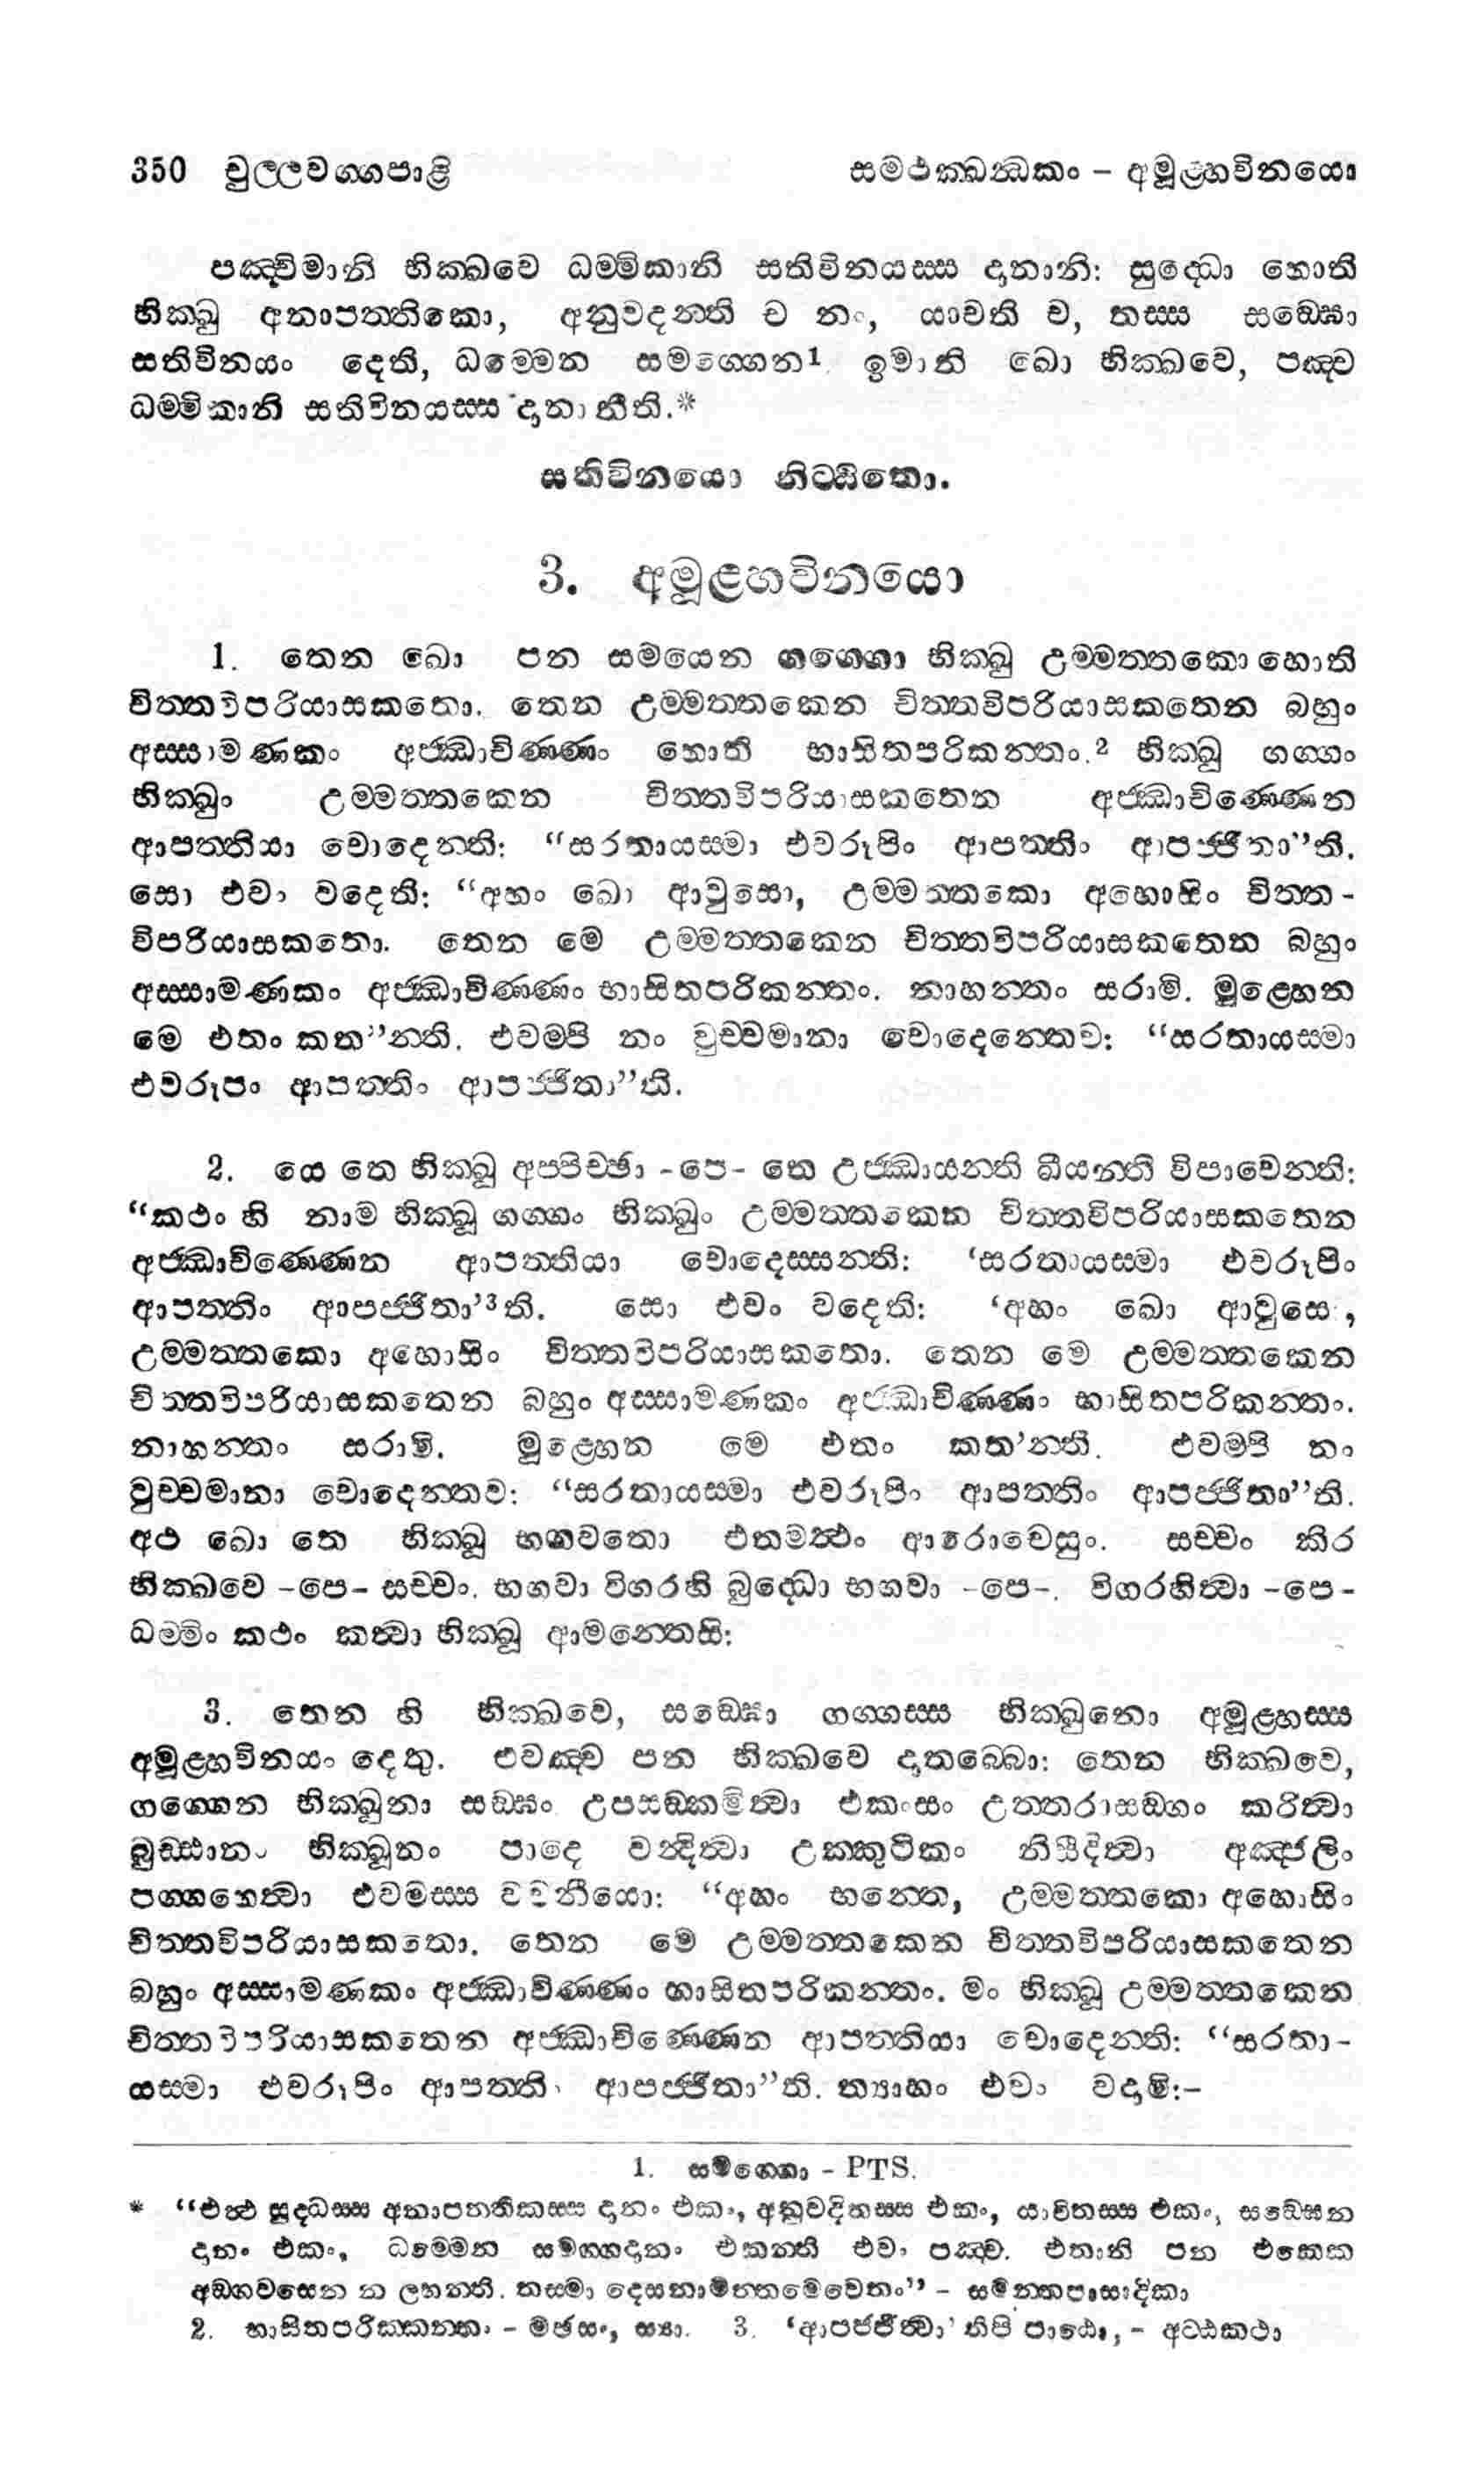 350 චුල්ලවග්ගපාළි සමථක්ඛන්ධකං – අමූළ්හවිනයො
පඤ්චිමානි භික්ඛවෙ ධම්මිකානි සතිවිනයස්ස දානානි: සුද්ධො හොති
භික්ඛු අනාපත්තිකො, අනුවදන්ති ච නං, යාචති ච, තස්ස සඞ්ඝො
සතිවිනයං දෙති, ධම්මෙන සමග්ගෙන1 ඉමානි ඛො භික්ඛවෙ, පඤ්ච
ධම්මිකානි සතිවිනයස්ස දානානීති.*
සතිවිනයො නිට්ඨිතො.
3. අමූළ්හවිනයො
1. තෙන ඛො පන සමයෙන ගග්ගො භික්ඛු උම්මත්තකො හොති
චිත්තවිපරියාසකතො. තෙන උම්මත්තකෙන චිත්තවිපරියාසකතෙන බහුං
අස්සාමණකං අජ්ඣාචිණ්ණං හොති භාසිතපරිකන්තං.2 භික්ඛූ ගග්ගං
භික්ඛුං උම්මත්තකෙන චිත්තවිපරියාසකතෙන අජ්ඣාචිණ්ණෙන
ආපත්තියා චොදෙන්ති: “සරතායස්මා එවරූපිං ආපත්තිං ආපජ්ජිතා”ති.
සො එවං වදෙති: “අහං ඛො ආවුසො, උම්මත්තකො අහොසිං චිත්ත-
විපරියාසකතො. තෙන මෙ උම්මත්තකෙන චිත්තවිපරියාසකතෙන බහුං
අස්සාමණකං අජ්ඣාචිණ්ණං භාසිතපරිකන්තං. නාහන්තං සරාමි. මූළ්හෙන
මෙ එතං කත”න්ති. එවම්පි නං වුච්චමානා චොදෙන්තෙව: “සරතායස්මා
එවරූපං ආපත්තිං ආපජ්ජිතා”ති.
2. යෙ තෙ භික්ඛූ අප්පිච්ඡා -පෙ- තෙ උජ්ඣායන්ති ඛීයන්ති විපාචෙන්ති:
“කථං හි නාම භික්ඛූ ගග්ගං භික්ඛුං උම්මත්තකෙන චිත්තවිපරියාසකතෙන
අජ්ඣාචිණ්ණෙන ආපත්තියා චොදෙස්සන්ති: ‘සරතායස්මා එවරූපිං
ආපත්තිං ආපජ්ජිතා’3ති. සො එවං වදෙති: ‘අහං ඛො ආවුසො,
උම්මත්තකො අහොසිං චිත්තවිපරියාසකතො. තෙන මෙ උම්මත්තකෙන
චිත්තවිපරියාසකතෙන බහුං අස්සාමණකං අජ්ඣාචිණ්ණං භාසිතපරිකන්තං.
නාහන්තං සරාමි. මූළ්හෙන මෙ එතං කත’න්ති. එවම්පි නං
වුච්චමානා චොදෙන්තව: “සරතායස්මා එවරූපිං ආපත්තිං ආපජ්ජිතා”ති.
අථ ඛො තෙ භික්ඛූ භගවතො එතමත්ථං ආරොචෙසුං. සච්චං කිර
භික්ඛවෙ -පෙ- සච්චං. භගවා විගරහි බුද්ධො භගවා -පෙ-. විගරහිත්වා -පෙ-
ධම්මිං කථං කත්වා භික්ඛූ ආමන්තෙසි:
3. තෙන හි භික්ඛවෙ, සඞ්ඝො ගග්ගස්ස භික්ඛුනො අමූළ්හස්ස
අමූළ්හවිනයං දෙතු. එවඤ්ච පන භික්ඛවෙ දාතබ්බො: තෙන භික්ඛවෙ,
ගග්ගෙන භික්ඛුනා සඞ්ඝං උපසඞ්කමිත්වා එකංසං උත්තරාසඞ්ගං කරිත්වා
බුඩ්ඪානං භික්ඛූනං පාදෙ වන්දිත්වා උක්කුටිකං නිසීදිත්වා අඤ්ජලිං
පග්ගහෙත්වා එවමස්ස වචනීයො: “අහං භන්තෙ, උම්මත්තකො අහොසිං
චිත්තවිපරියාසකතො. තෙන මෙ උම්මත්තකෙන චිත්තවිපරියාසකතෙන
බහුං අස්සාමණකං අජ්ඣාචිණ්ණං භාසිතපරිකන්තං. මං භික්ඛූ උම්මත්තකෙන
චිත්තවිපරියාසකතෙන අජ්ඣාචිණ්ණෙන ආපත්තියා චොදෙන්ති: “සරතා-
යස්මා එවරූපිං ආපත්තිං ආපජ්ජිතා”ති. ත්‍යාහං එවං වදාමි:–
1. සමග්ගො – PTS.
* “එත්ථ සුද්ධස්ස අනාපත්තිකස්ස දානං එකං, අනුවදිතස්ස එකං, යාචිතස්ස එකං, සඞ්ඝෙන
දානං එකං, ධම්මෙන සමග්ගදානං එකන්ති එවං පඤ්ච. එතානි පන එකෙක
අඞ්ගවසෙන න ලභන්ති. තස්මා දෙසනාමත්තමෙවෙතං” – සමන්තපාසාදිකා
2. භාසිතපරික්කන්තං – මඡසං, ස්‍යා. 3. ‘ආපජ්ජිත්වා’ තිපි පාඨො, – අට්ඨකථා